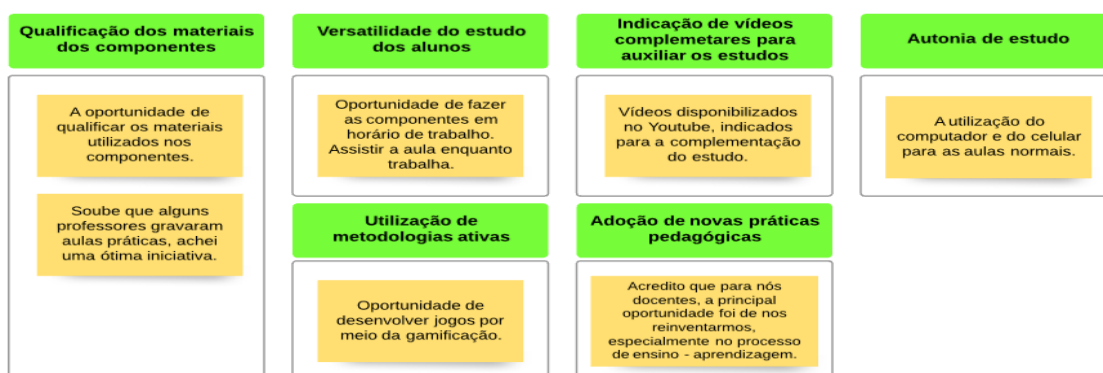 Qualificação dos materiais
dos componentes
A oportunidade de
qualificar os materiais
utilizados nos
componentes.
Soube que alguns
professores gravaram
aulas práticas, achei
uma ótima iniciativa.
Versatilidade do estudo
dos alunos
Oportunidade de fazer
as componentes em
horário de trabalho.
Assistir a aula enquanto
trabalha.
Utilização de
metodologias ativas
Oportunidade de
desenvolver jogos por
meio da gamificação.
Indicação de vídeos
complemetares para
auxiliar os estudos
Vídeos disponibilizados
no Youtube, indicados
para a complementação
do estudo.
Adoção de novas práticas
pedagógicas
Acredito que para nós
docentes, a principal
oportunidade foi de nos
reinventarmos,
especialmente no processo
de ensino - aprendizagem.
Autonia de estudo
A utilização do
computador e do celular
para as aulas normais.